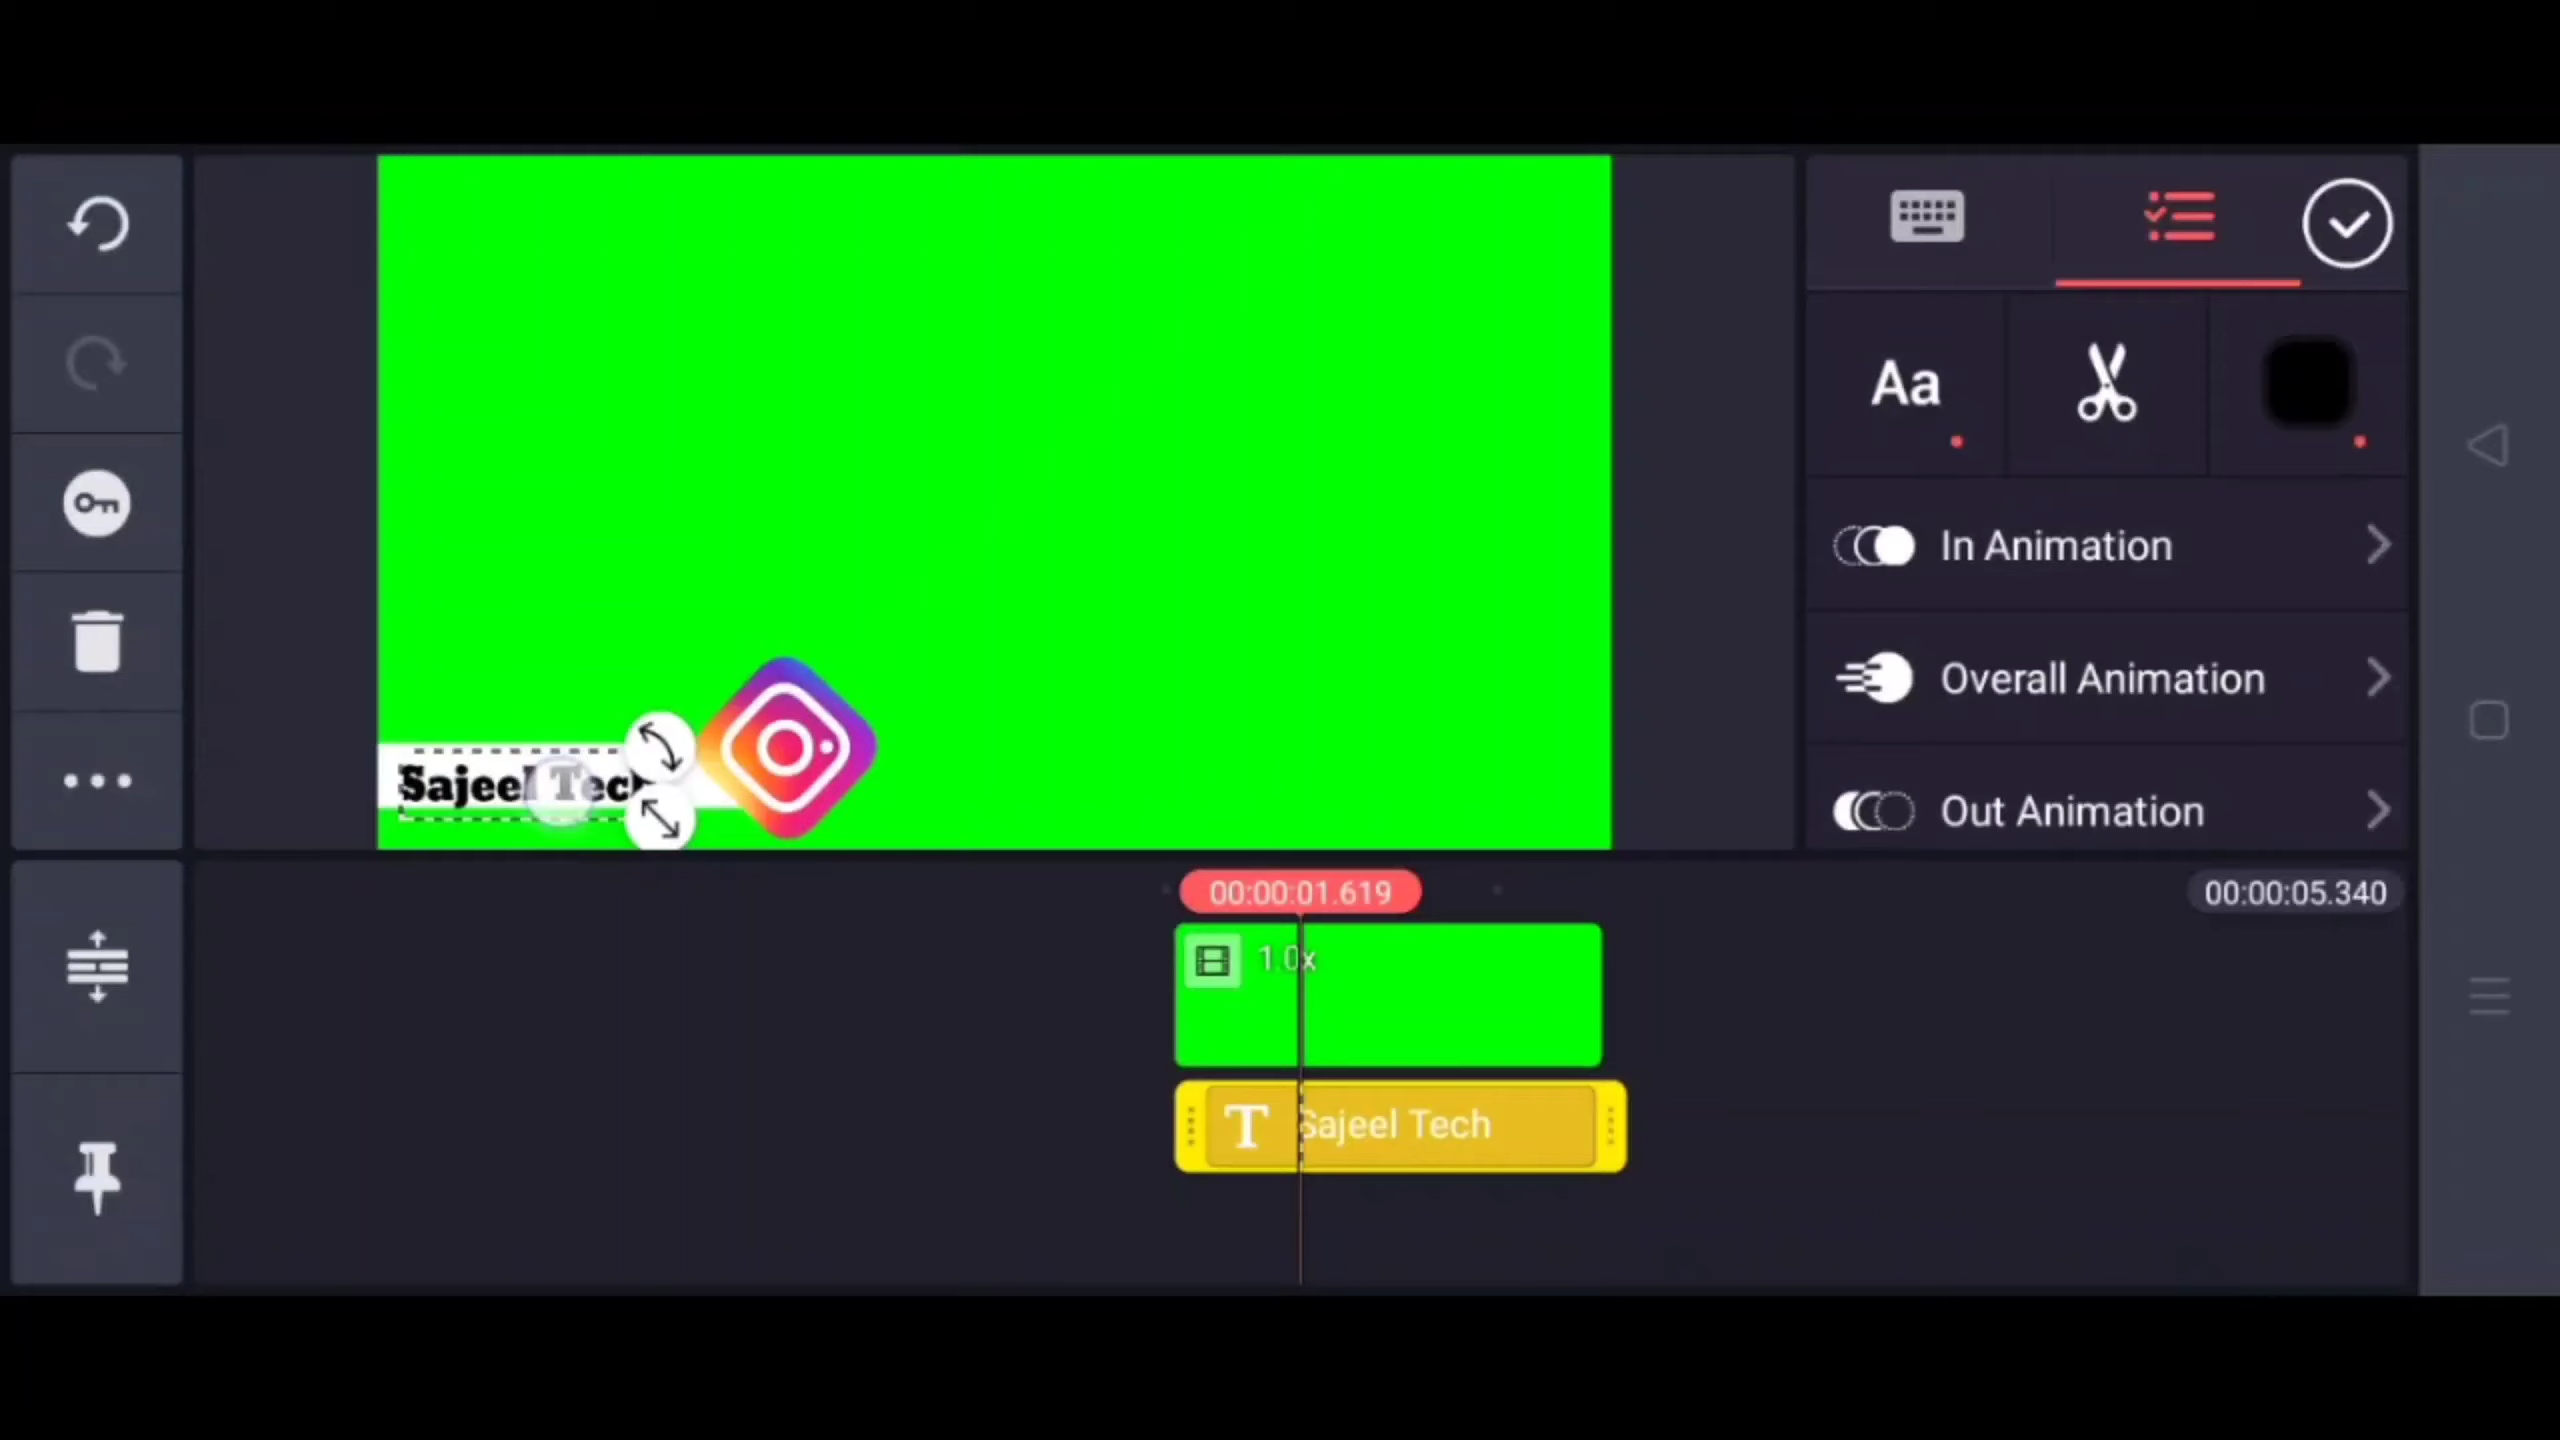 Aa
In Animation
Overall Animation
Sajeel Tech
Out Animation
00:00:01.619
00:00:05.340
1.0x
T Sajeel Tech